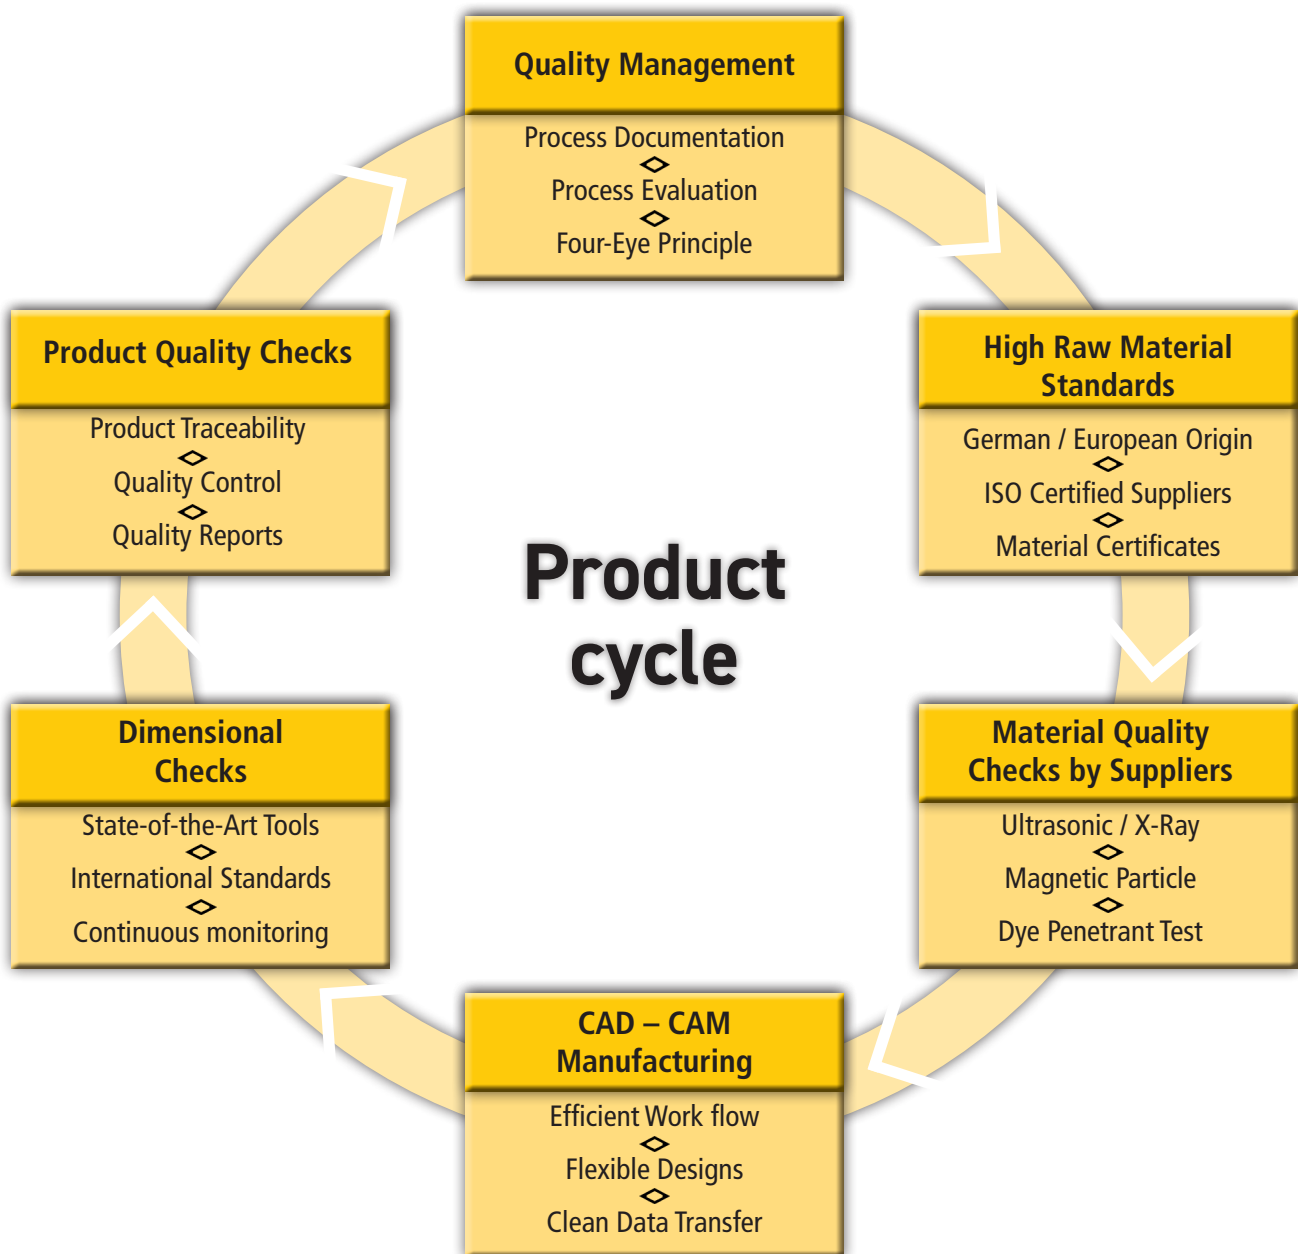 Quality Management
Process Documentation
Process Evaluation
Four-Eye Principle
High Raw Material
Standards
German / European Origin
ISO Certified Suppliers
Material Certificates
Material Quality
Checks by Suppliers
Ultrasonic / X-Ray
Magnetic Particle
Dye Penetrant Test
CAD – CAM
Manufacturing
Efficient Work flow
Flexible Designs
Clean Data Transfer
Dimensional
Checks
State-of-the-Art Tools
International Standards
Continuous monitoring
Product Quality Checks
Product Traceability
Quality Control
Quality Reports
Product
cycle